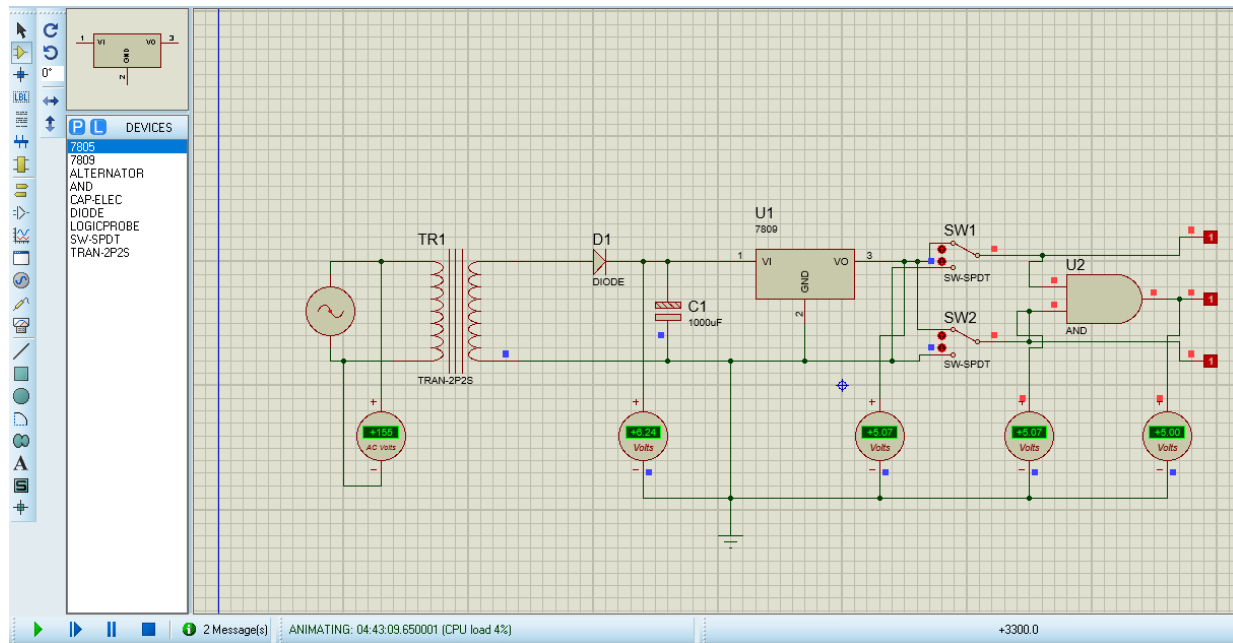 0°
LBL
1 VI VO 3
GND
2
P L DEVICES
7805
7809
ALTERNATOR
AND
CAP-ELEC
DIODE
LOGICPROBE
SW-SPDT
TRAN-2P2S
A
S
TR1
TRAN-2P2S
D1
DIODE
C1
1000uF
U1
7809
1 VI VO 3
GND
2
SW1
SW-SPDT
SW2
SW-SPDT
U2
AND
1
1
1
+155
AC Volts
+6.24
Volts
+5.07
Volts
+5.07
Volts
+5.00
Volts
2 Message(s)
ANIMATING: 04:43:09.650001 (CPU load 4%)
+3300.0